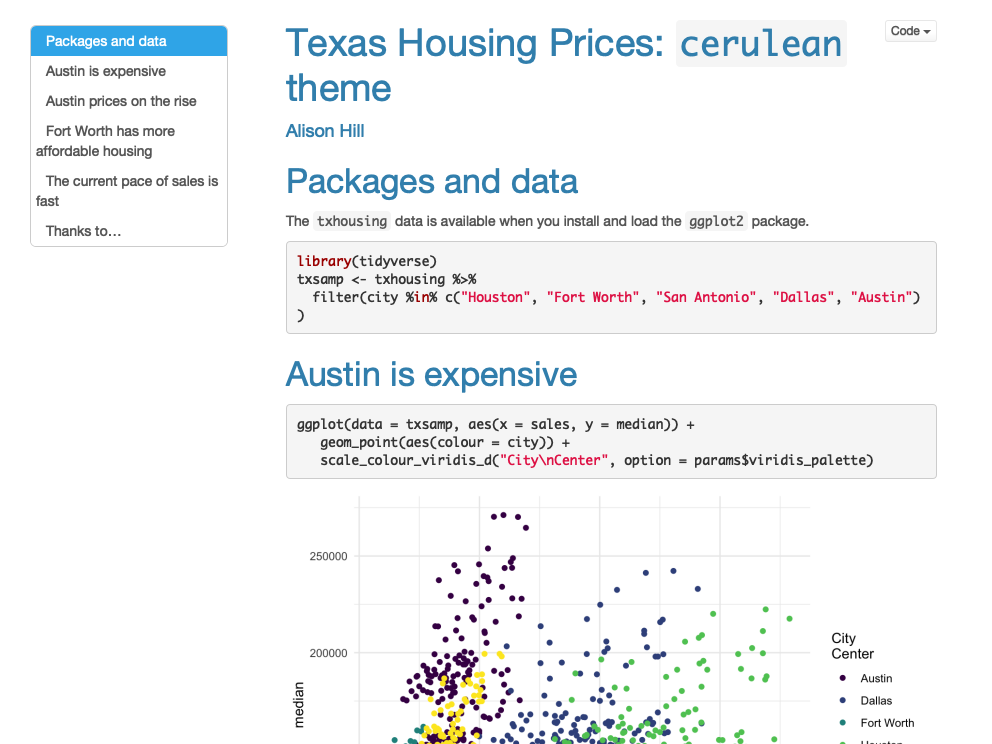 Packages and data
Austin is expensive
Austin prices on the rise
Fort Worth has more
affordable housing
The current pace of sales is
fast
Thanks to…
Code
Texas Housing Prices: cerulean
theme
Alison Hill
Packages and data
The txhousing data is available when you install and load the ggplot2 package.
library(tidyverse)
txsamp <- txhousing %>%
  filter(city %in% c("Houston", "Fort Worth", "San Antonio", "Dallas", "Austin")
)
Austin is expensive
ggplot(data = txsamp, aes(x = sales, y = median)) +
   geom_point(aes(colour = city)) +
   scale_colour_viridis_d("City\nCenter", option = params$viridis_palette)
250000
200000
median
City
Center
Austin
Dallas
Fort Worth
Houston